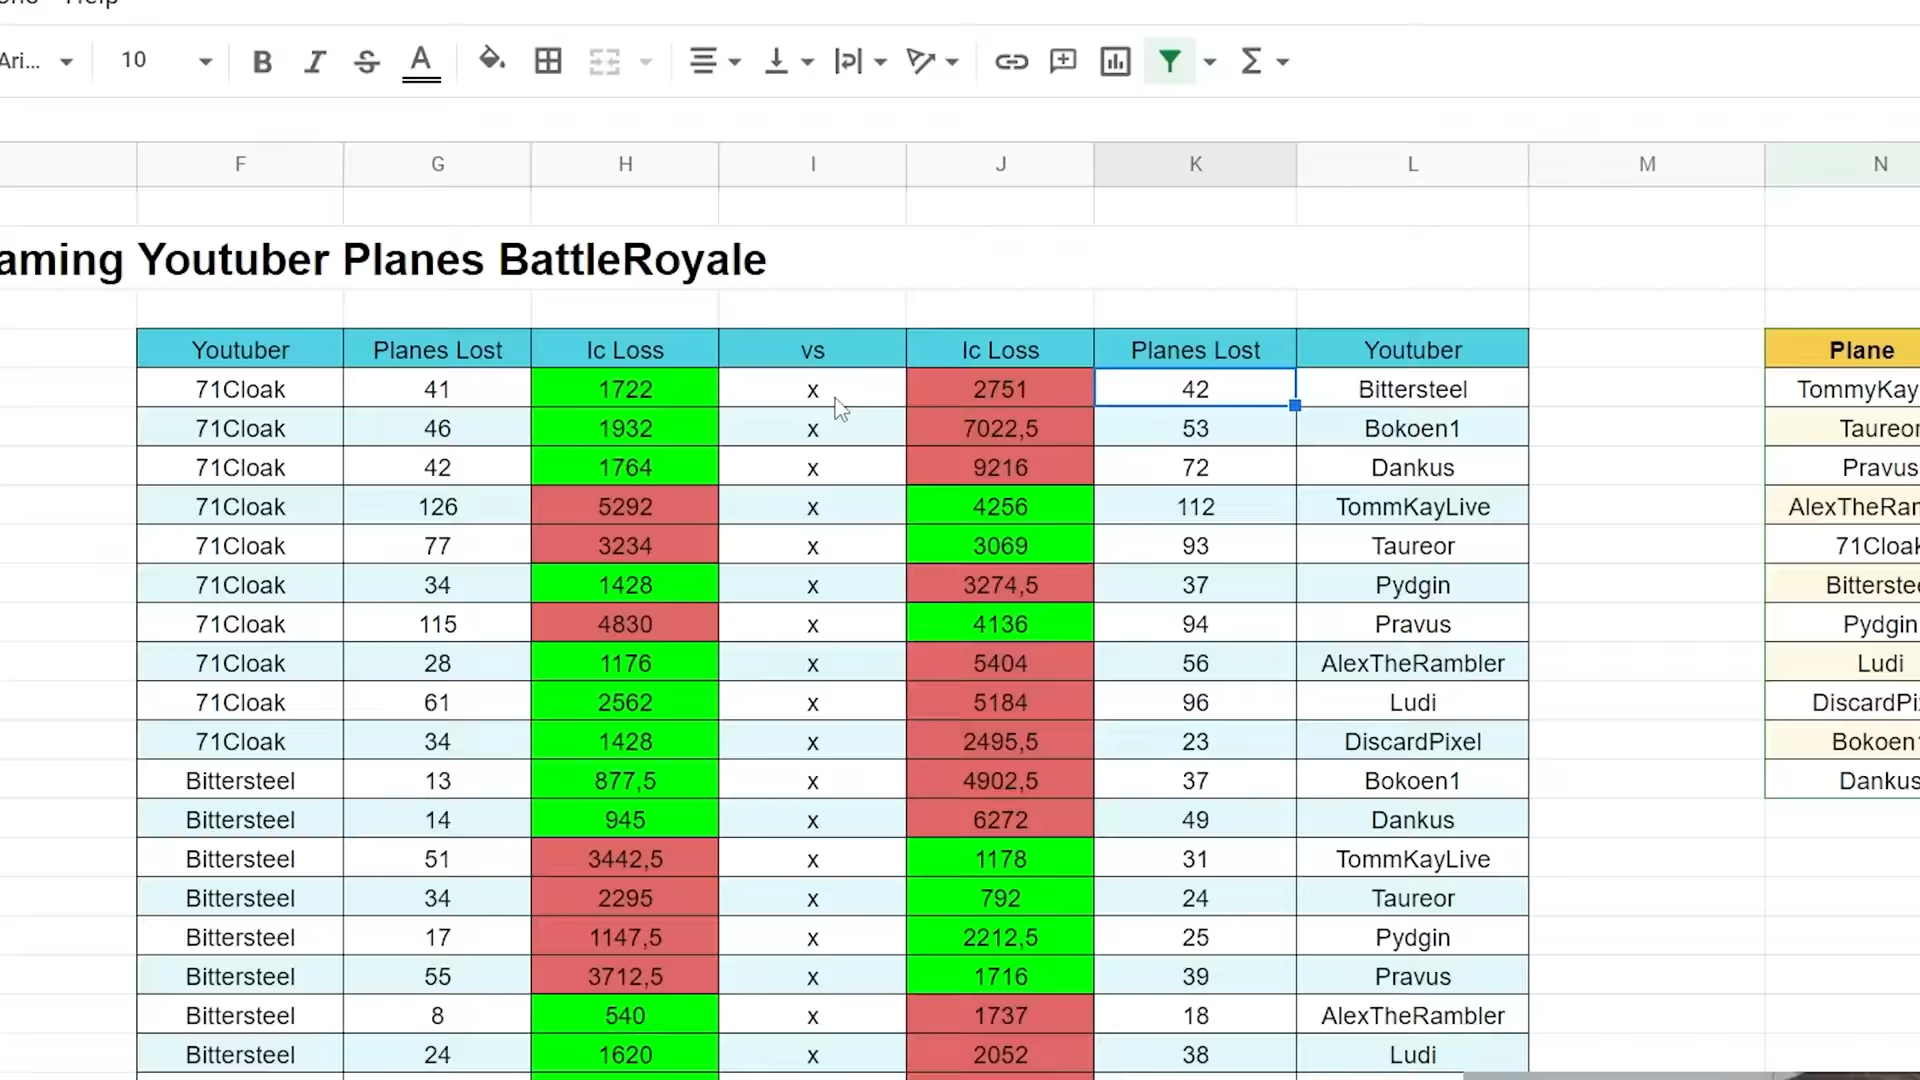 Help
Ari... 10 B I S A
F G H I J K L M N
aming Youtuber Planes BattleRoyale
Youtuber Planes Lost Ic Loss vs Ic Loss Planes Lost Youtuber Plane
71Cloak 41 1722 x 2751 42 Bittersteel TommyKay
71Cloak 46 1932 x 7022,5 53 Bokoen1 Taureor
71Cloak 42 1764 x 9216 72 Dankus Pravus
71Cloak 126 5292 x 4256 112 TommKayLive AlexTheRam
71Cloak 77 3234 x 3069 93 Taureor 71Cloak
71Cloak 34 1428 x 3274,5 37 Pydgin Bitterstee
71Cloak 115 4830 x 4136 94 Pravus Pydgin
71Cloak 28 1176 x 5404 56 AlexTheRambler Ludi
71Cloak 61 2562 x 5184 96 Ludi DiscardPix
71Cloak 34 1428 x 2495,5 23 DiscardPixel Bokoen1
Bittersteel 13 877,5 x 4902,5 37 Bokoen1 Dankus
Bittersteel 14 945 x 6272 49 Dankus
Bittersteel 51 3442,5 x 1178 31 TommKayLive
Bittersteel 34 2295 x 792 24 Taureor
Bittersteel 17 1147,5 x 2212,5 25 Pydgin
Bittersteel 55 3712,5 x 1716 39 Pravus
Bittersteel 8 540 x 1737 18 AlexTheRambler
Bittersteel 24 1620 x 2052 38 Ludi